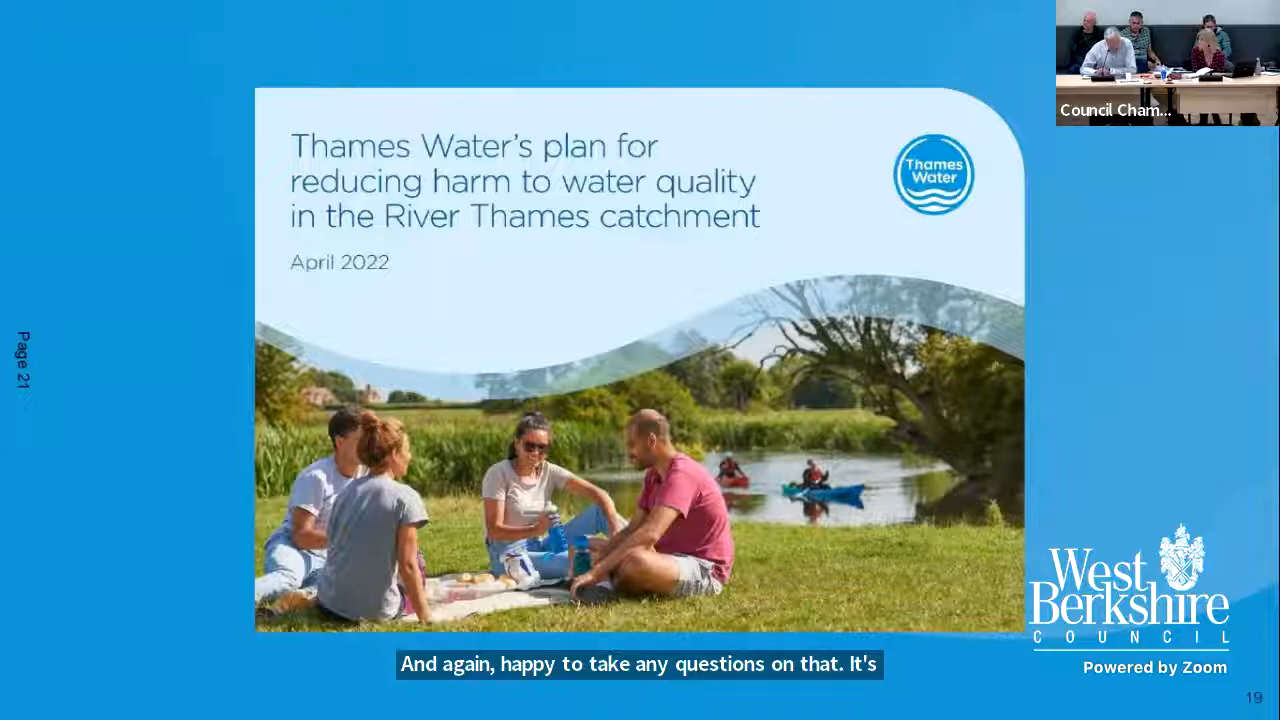 Council Cham...
Thames Water's plan for
reducing harm to water quality
in the River Thames catchment
April 2022
Thames
Water
Page 21
West
Berkshire
COUNCIL
Powered by Zoom
And again, happy to take any questions on that. It's
19